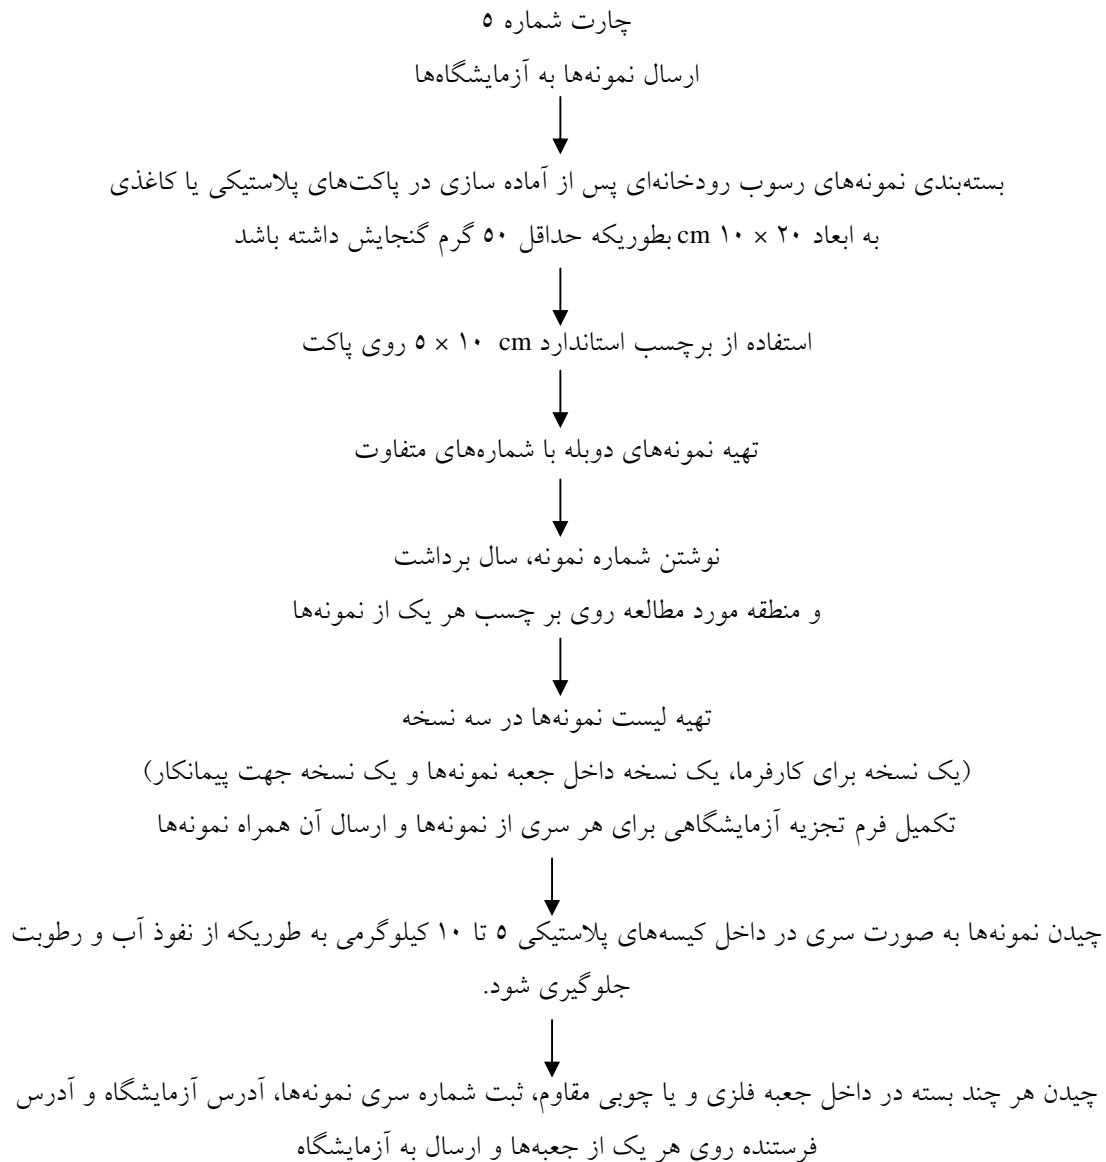 چارت شماره ۵
ارسال نمونه‌ها به آزمایشگاه‌ها
بسته‌بندی نمونه‌های رسوب رودخانه‌ای پس از آماده سازی در پاکت‌های پلاستیکی یا کاغذی
به ابعاد ۲۰ × ۱۰ cm بطوریکه حداقل ۵۰ گرم گنجایش داشته باشد
استفاده از برچسب استاندارد ۵ × ۱۰ cm روی پاکت
تهیه نمونه‌های دوبله با شماره‌های متفاوت
نوشتن شماره نمونه، سال برداشت
و منطقه مورد مطالعه روی بر چسب هر یک از نمونه‌ها
تهیه لیست نمونه‌ها در سه نسخه
(یک نسخه برای کارفرما، یک نسخه داخل جعبه نمونه‌ها و یک نسخه جهت پیمانکار)
تکمیل فرم تجزیه آزمایشگاهی برای هر سری از نمونه‌ها و ارسال آن همراه نمونه‌ها
چیدن نمونه‌ها به صورت سری در داخل کیسه‌های پلاستیکی ۵ تا ۱۰ کیلوگرمی به طوریکه از نفوذ آب و رطوبت
جلوگیری شود.
چیدن هر چند بسته در داخل جعبه فلزی و یا چوبی مقاوم، ثبت شماره سری نمونه‌ها، آدرس آزمایشگاه و آدرس
فرستنده روی هر یک از جعبه‌ها و ارسال به آزمایشگاه